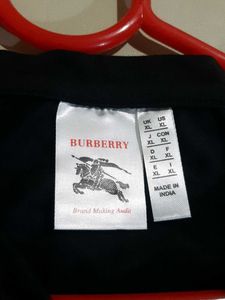 BURBERRY
Brand Making Audit
UK US
XL XL
J CON
XL XL
D F
XL XL
E I
XL XL
MADE IN
INDIA